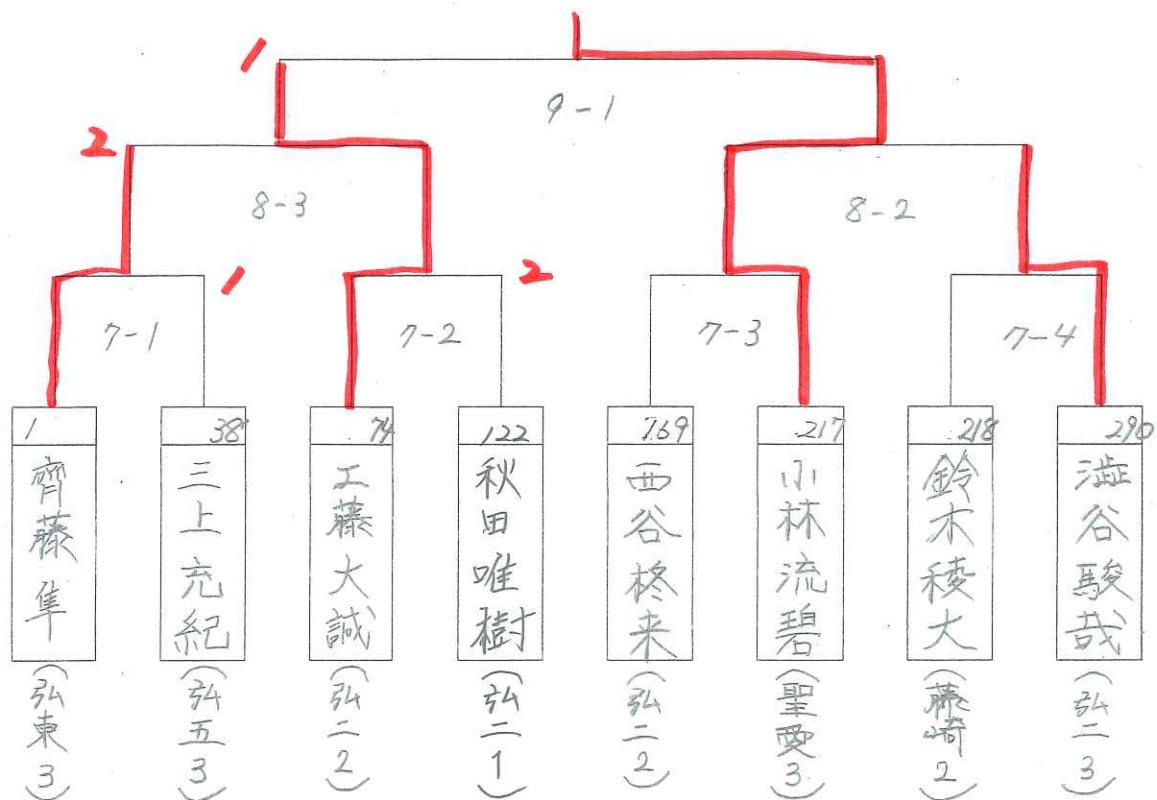 1
9-1
2
8-3
8-2
1
2
7-1
7-2
7-3
7-4
1
38
74
122
169
217
218
290
齊藤隼
三上充紀
工藤大誠
秋田唯樹
西谷柊来
小林流碧
鈴木稜大
澁谷駿哉
(弘東3)
(弘五3)
(弘二2)
(弘二1)
(弘二2)
(聖愛3)
(藤崎2)
(弘二3)